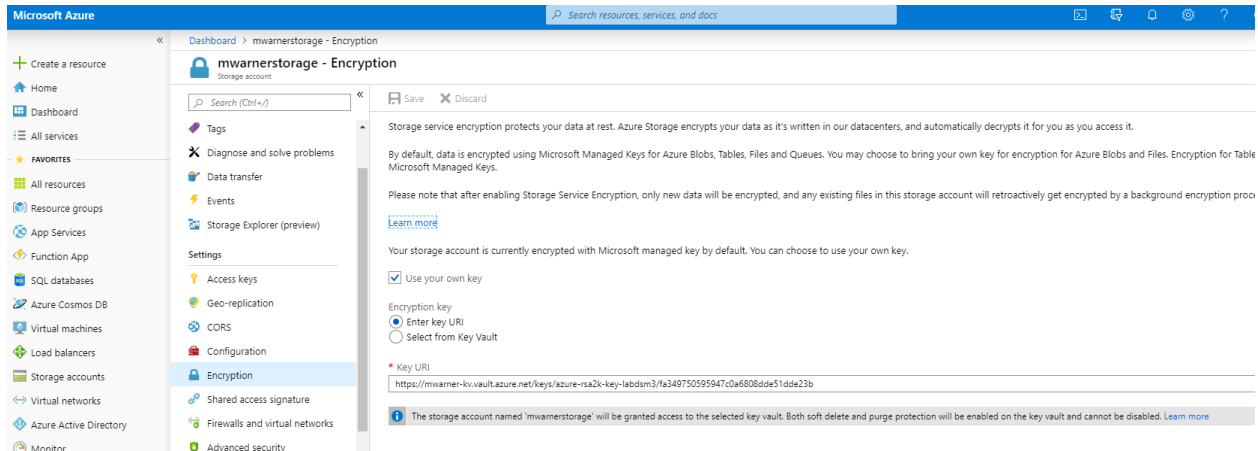 Microsoft Azure
Search resources, services, and docs
Dashboard > mwarnerstorage - Encryption
Create a resource
Home
Dashboard
All services
FAVORITES
All resources
Resource groups
App Services
Function App
SQL databases
Azure Cosmos DB
Virtual machines
Load balancers
Storage accounts
Virtual networks
Azure Active Directory
Monitor
mwarnerstorage - Encryption
Storage account
Search (Ctrl+/)
Tags
Diagnose and solve problems
Data transfer
Events
Storage Explorer (preview)
Settings
Access keys
Geo-replication
CORS
Configuration
Encryption
Shared access signature
Firewalls and virtual networks
Advanced security
Save Discard
Storage service encryption protects your data at rest. Azure Storage encrypts your data as it's written in our datacenters, and automatically decrypts it for you as you access it.
By default, data is encrypted using Microsoft Managed Keys for Azure Blobs, Tables, Files and Queues. You may choose to bring your own key for encryption for Azure Blobs and Files. Encryption for Table
Microsoft Managed Keys.
Please note that after enabling Storage Service Encryption, only new data will be encrypted, and any existing files in this storage account will retroactively get encrypted by a background encryption proce
Learn more
Your storage account is currently encrypted with Microsoft managed key by default. You can choose to use your own key.
Use your own key
Encryption key
Enter key URI
Select from Key Vault
* Key URI
https://mwarner-kv.vault.azure.net/keys/azure-rsa2k-key-labdsm3/fa349750595947c0a6808dde51dde23b
The storage account named 'mwarnerstorage' will be granted access to the selected key vault. Both soft delete and purge protection will be enabled on the key vault and cannot be disabled. Learn more